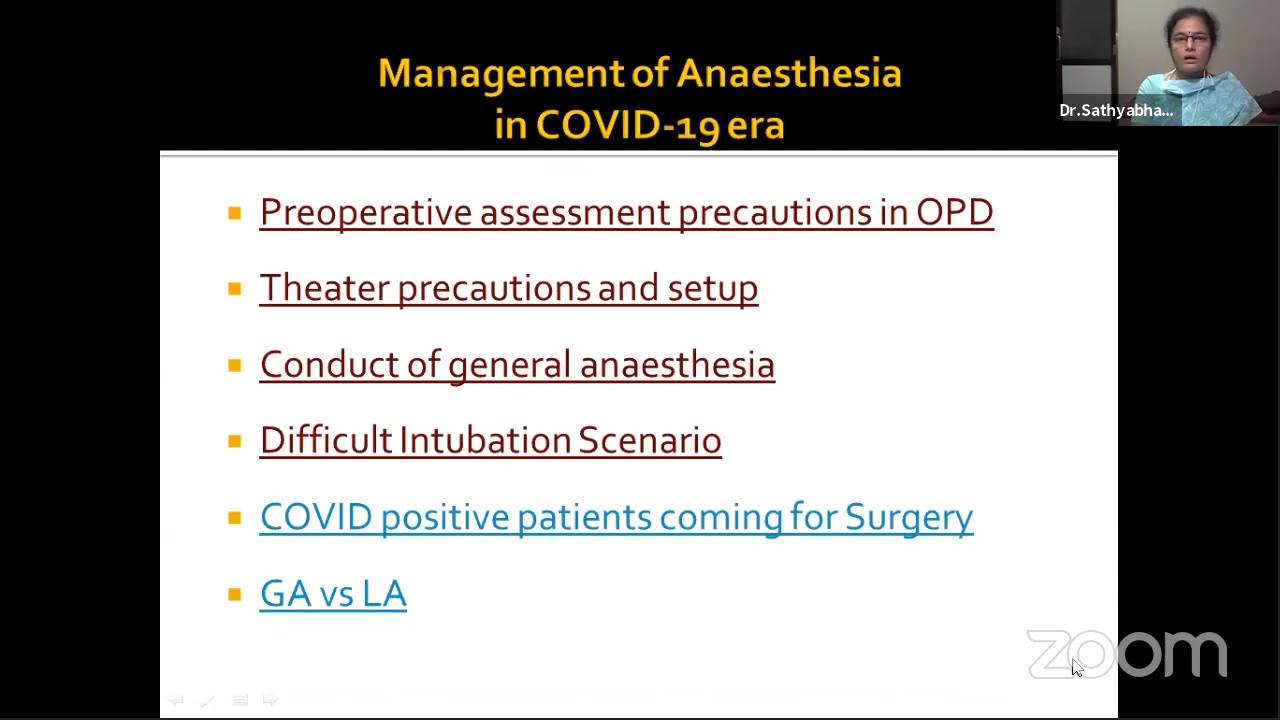 Management of Anaesthesia
in COVID-19 era
Dr.Sathyabha...
Preoperative assessment precautions in OPD
Theater precautions and setup
Conduct of general anaesthesia
Difficult Intubation Scenario
COVID positive patients coming for Surgery
GA vs LA
zoom